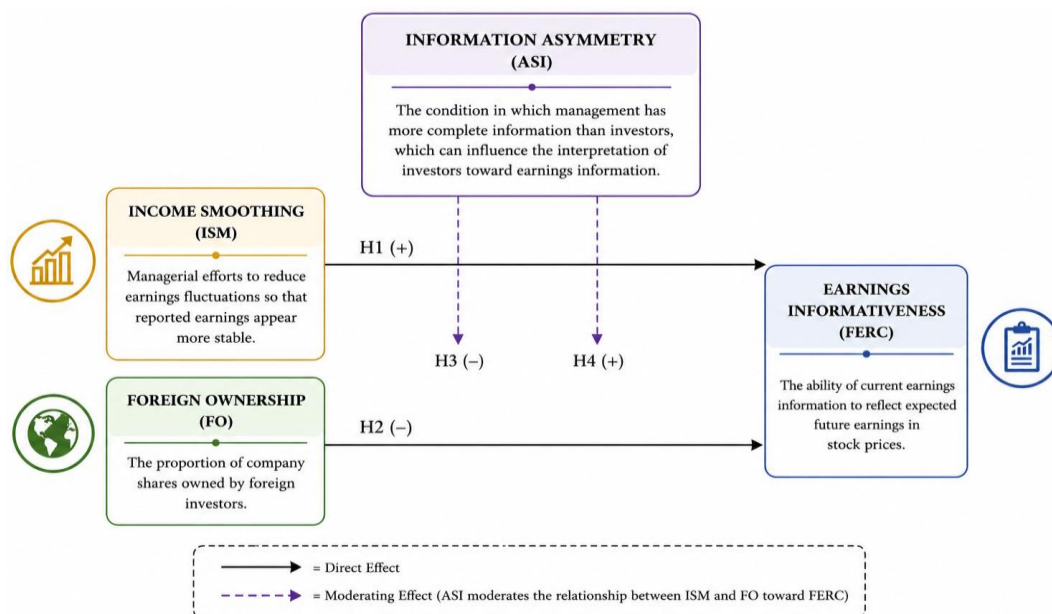 INFORMATION ASYMMETRY
(ASI)
The condition in which management has
more complete information than investors,
which can influence the interpretation of
investors toward earnings information.
INCOME SMOOTHING
(ISM)
Managerial efforts to reduce
earnings fluctuations so that
reported earnings appear
more stable.
H1 (+)
H3 (–)
H4 (+)
EARNINGS
INFORMATIVENESS
(FERC)
The ability of current earnings
information to reflect expected
future earnings in
stock prices.
FOREIGN OWNERSHIP
(FO)
The proportion of company
shares owned by foreign
investors.
H2 (–)
= Direct Effect
= Moderating Effect (ASI moderates the relationship between ISM and FO toward FERC)